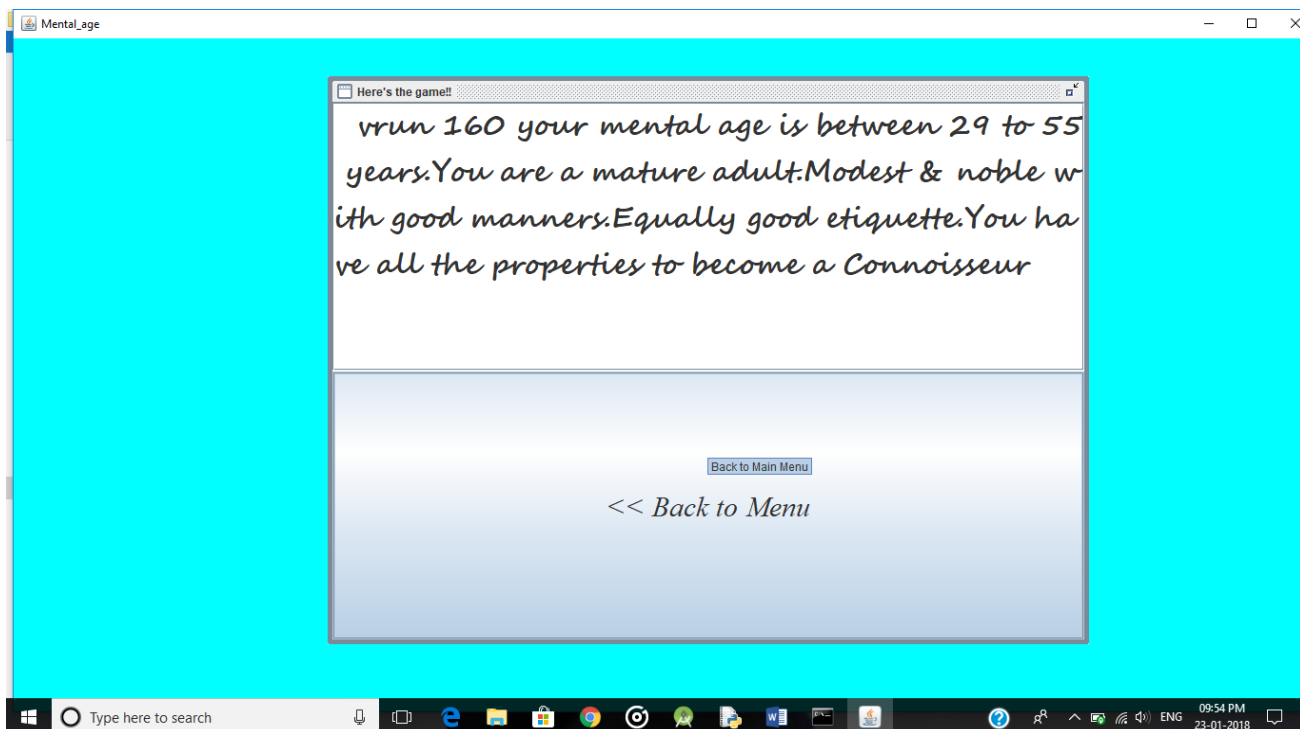 Mental_age
Here's the game!!
vrun 160 your mental age is between 29 to 55
years.You are a mature adult.Modest & noble w
ith good manners.Equally good etiquette.You ha
ve all the properties to become a Connoisseur
Back to Main Menu
<< Back to Menu
Type here to search
ENG
09:54 PM
23-01-2018